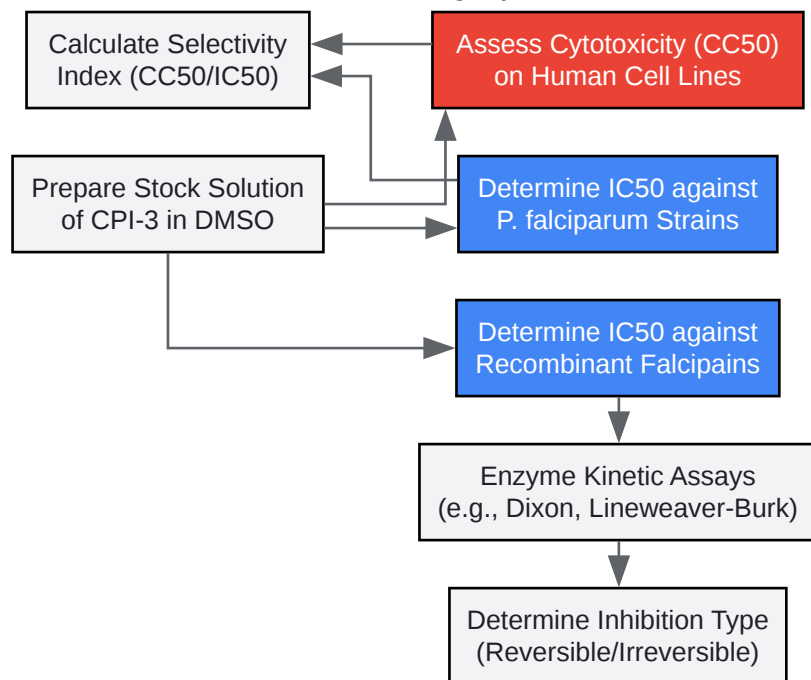 Calculate Selectivity
Index (CC50/IC50)
Assess Cytotoxicity (CC50)
on Human Cell Lines
Prepare Stock Solution
of CPI-3 in DMSO
Determine IC50 against
P. falciparum Strains
Determine IC50 against
Recombinant Falcipains
Enzyme Kinetic Assays
(e.g., Dixon, Lineweaver-Burk)
Determine Inhibition Type
(Reversible/Irreversible)